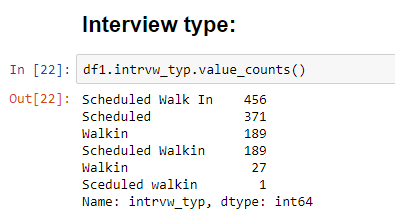 Interview type:
In [22]: df1.intrvw_typ.value_counts()
Out[22]: Scheduled Walk In    456
Scheduled            371
Walkin               189
Scheduled Walkin     189
Walkin                27
Sceduled walkin        1
Name: intrvw_typ, dtype: int64